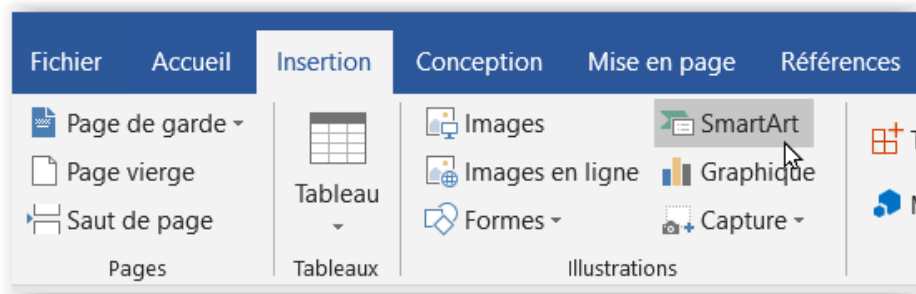 Fichier Accueil Insertion Conception Mise en page Références
Page de garde
Page vierge
Saut de page
Pages
Tableau
Tableaux
Images
Images en ligne
Formes
SmartArt
Graphique
Capture
Illustrations